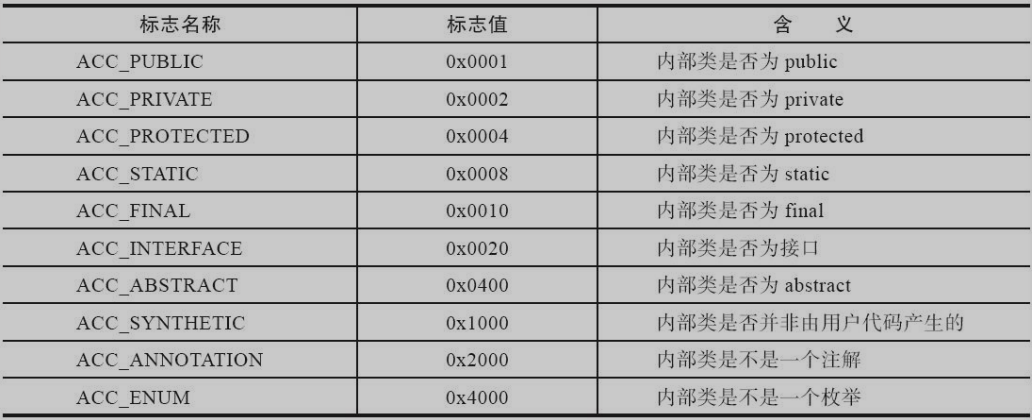 标志名称 标志值 含 义
ACC_PUBLIC 0x0001 内部类是否为 public
ACC_PRIVATE 0x0002 内部类是否为 private
ACC_PROTECTED 0x0004 内部类是否为 protected
ACC_STATIC 0x0008 内部类是否为 static
ACC_FINAL 0x0010 内部类是否为 final
ACC_INTERFACE 0x0020 内部类是否为接口
ACC_ABSTRACT 0x0400 内部类是否为 abstract
ACC_SYNTHETIC 0x1000 内部类是否并非由用户代码产生的
ACC_ANNOTATION 0x2000 内部类是不是一个注解
ACC_ENUM 0x4000 内部类是不是一个枚举